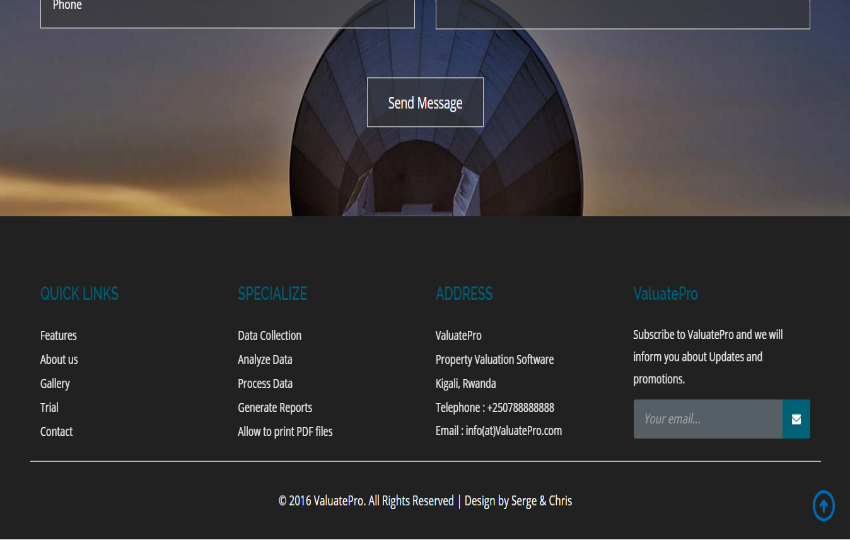 Phone
Send Message
QUICK LINKS
Features
About us
Gallery
Trial
Contact
SPECIALIZE
Data Collection
Analyze Data
Process Data
Generate Reports
Allow to print PDF files
ADDRESS
ValuatePro
Property Valuation Software
Kigali, Rwanda
Telephone : +250788888888
Email : info(at)ValuatePro.com
ValuatePro
Subscribe to ValuatePro and we will
inform you about Updates and
promotions.
Your email...
© 2016 ValuatePro. All Rights Reserved | Design by Serge & Chris